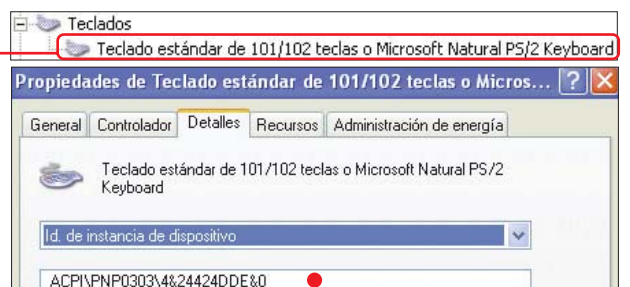 Teclados
Teclado estándar de 101/102 teclas o Microsoft Natural PS/2 Keyboard
Propiedades de Teclado estándar de 101/102 teclas o Micros...
General Controlador Detalles Recursos Administración de energía
Teclado estándar de 101/102 teclas o Microsoft Natural PS/2
Keyboard
Id. de instancia de dispositivo
ACPI\PNP0303\4&24424DDE&0